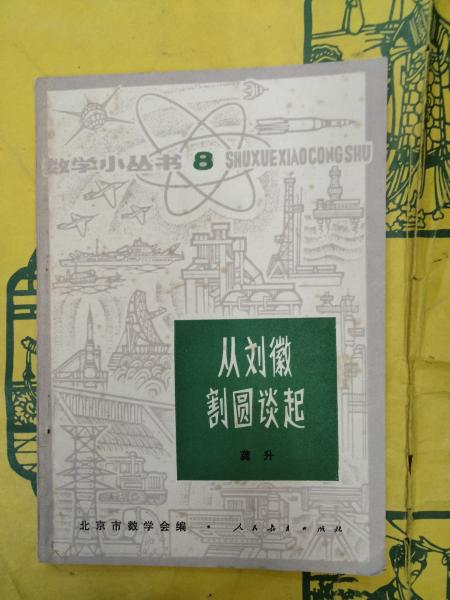 数学小丛书 8 SHUXUEXIAOCONGSHU
从刘徽
割圆谈起
龚升
北京市数学会编 · 人民教育出版社